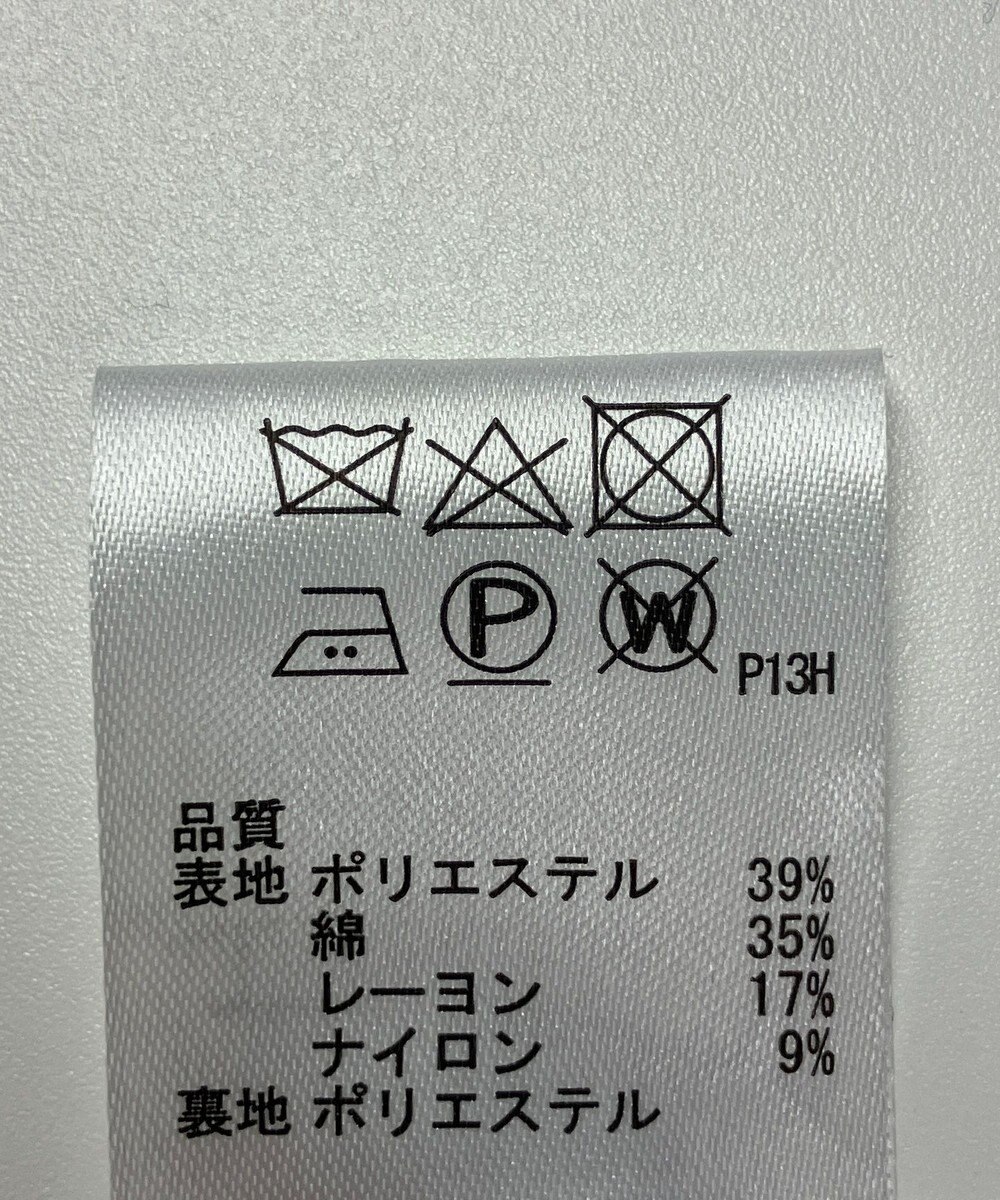 P
W
P13H
品質
表地 ポリエステル 39%
綿 35%
レーヨン 17%
ナイロン 9%
裏地 ポリエステル